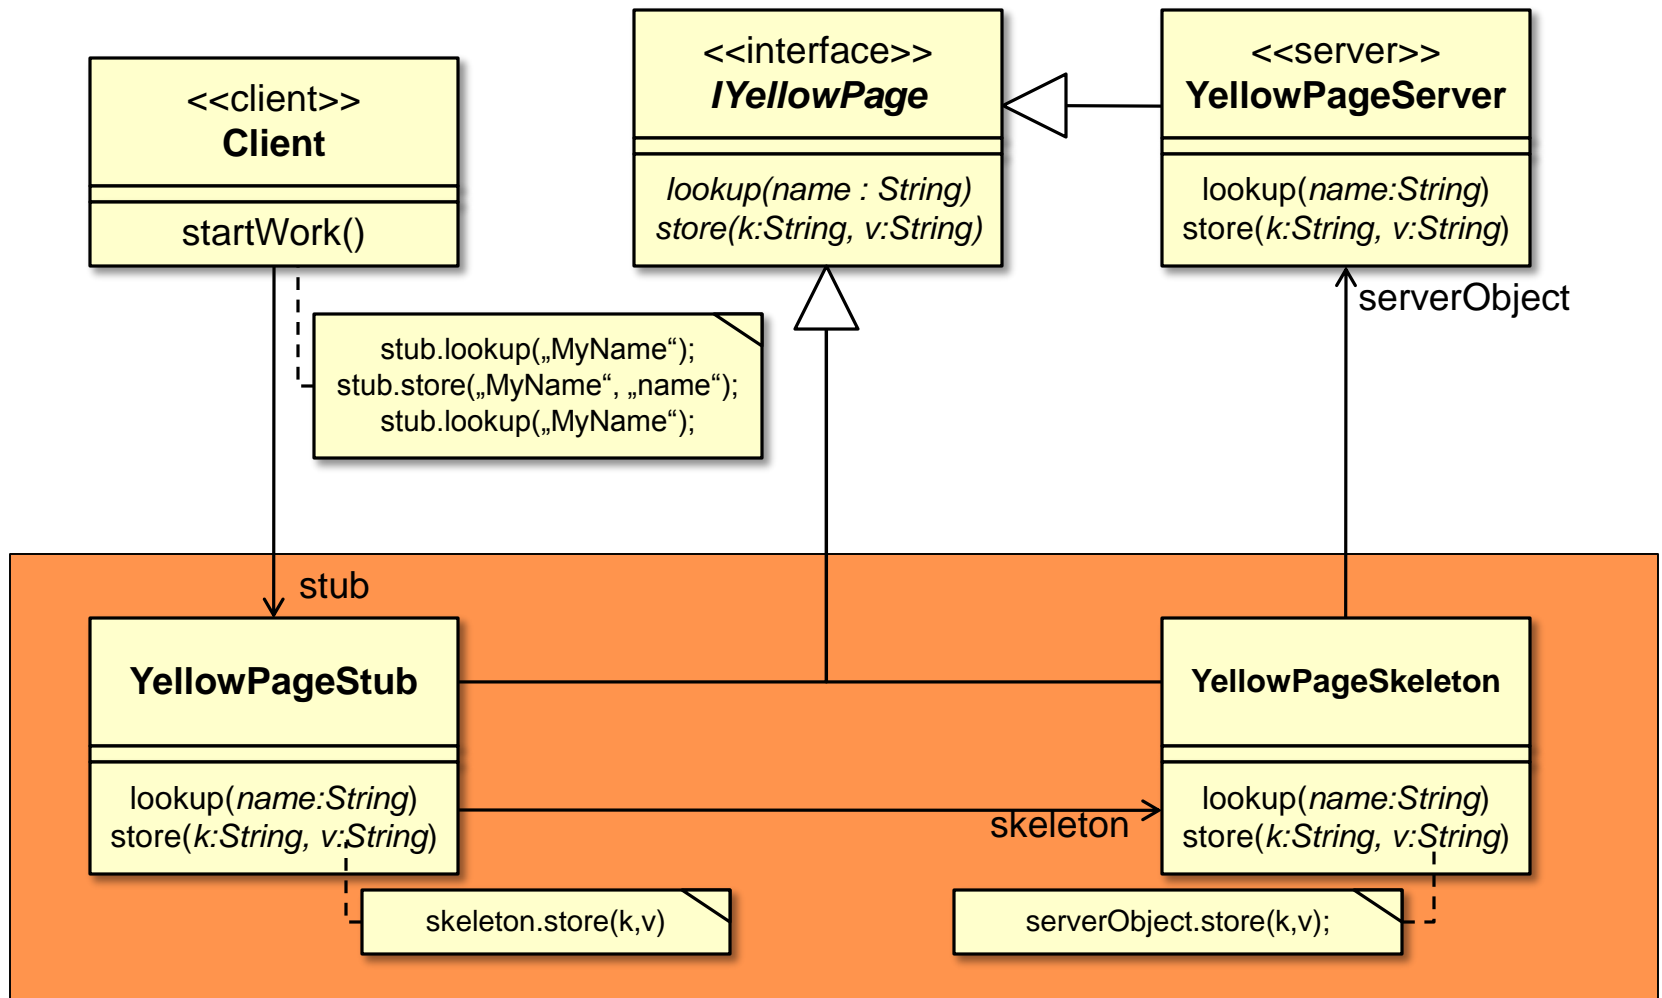 <<client>>
Client
startWork()
<<interface>>
IYellowPage
lookup(name : String)
store(k:String, v:String)
<<server>>
YellowPageServer
lookup(name:String)
store(k:String, v:String)
serverObject
stub.lookup(„MyName“);
stub.store(„MyName“, „name“);
stub.lookup(„MyName“);
stub
YellowPageStub
lookup(name:String)
store(k:String, v:String)
skeleton
YellowPageSkeleton
lookup(name:String)
store(k:String, v:String)
skeleton.store(k,v)
serverObject.store(k,v);